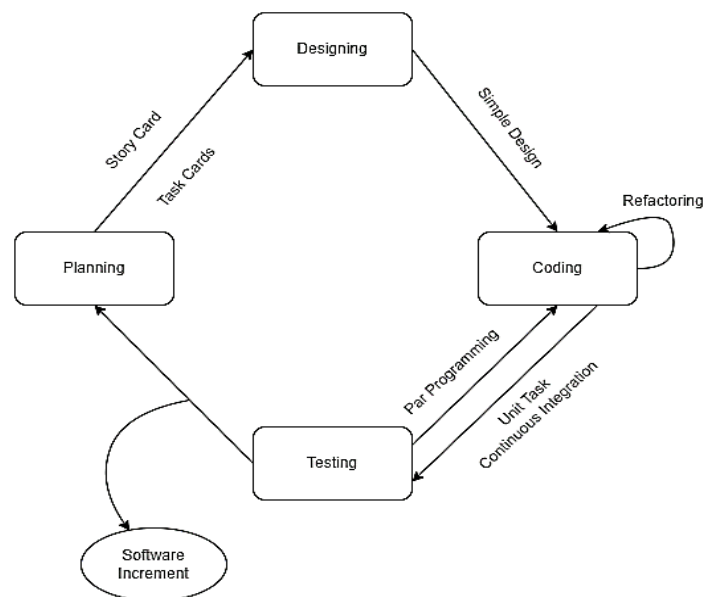 Designing
Story Card
Task Cards
Simple Design
Refactoring
Planning
Coding
Par Programming
Unit Task
Continuous Integration
Testing
Software
Increment